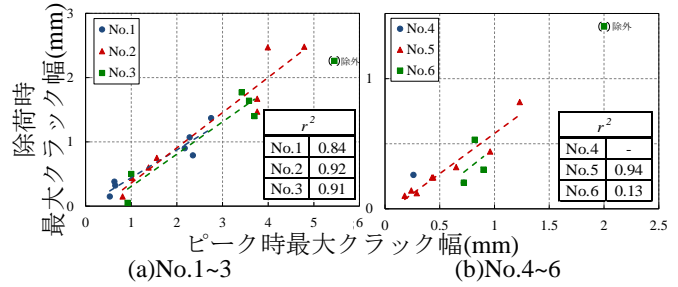 除荷時
最大クラック幅(mm)
3
2
1
0
No.1
No.2
No.3
(×)除外
r²
No.1 0.84
No.2 0.92
No.3 0.91
0 1 2 3 4 5 6
1
0
No.4
No.5
No.6
(×)除外
r²
No.4 -
No.5 0.94
No.6 0.13
0 0.5 1 1.5 2 2.5
ピーク時最大クラック幅(mm)
(a)No.1~3 (b)No.4~6